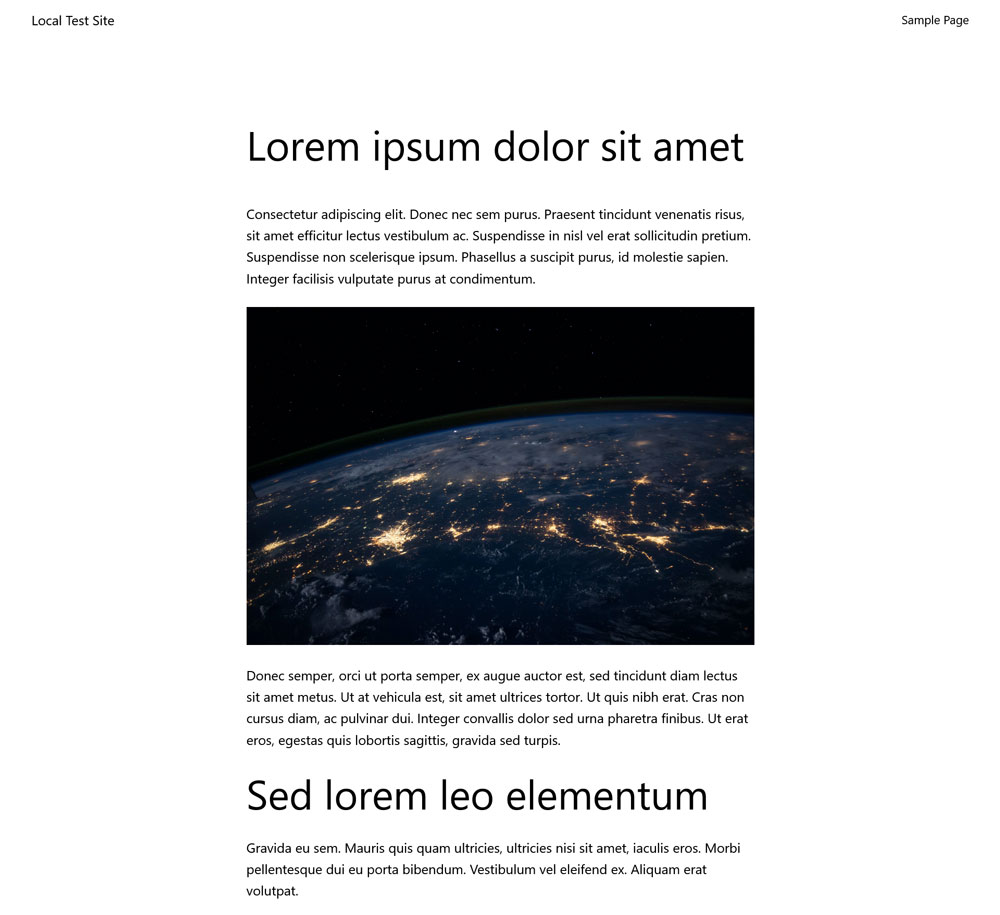 Local Test Site
Sample Page
Lorem ipsum dolor sit amet
Consectetur adipiscing elit. Donec nec sem purus. Praesent tincidunt venenatis risus,
sit amet efficitur lectus vestibulum ac. Suspendisse in nisl vel erat sollicitudin pretium.
Suspendisse non scelerisque ipsum. Phasellus a suscipit purus, id molestie sapien.
Integer facilisis vulputate purus at condimentum.
Donec semper, orci ut porta semper, ex augue auctor est, sed tincidunt diam lectus
sit amet metus. Ut at vehicula est, sit amet ultrices tortor. Ut quis nibh erat. Cras non
cursus diam, ac pulvinar dui. Integer convallis dolor sed urna pharetra finibus. Ut erat
eros, egestas quis lobortis sagittis, gravida sed turpis.
Sed lorem leo elementum
Gravida eu sem. Mauris quis quam ultricies, ultricies nisi sit amet, iaculis eros. Morbi
pellentesque dui eu porta bibendum. Vestibulum vel eleifend ex. Aliquam erat
volutpat.